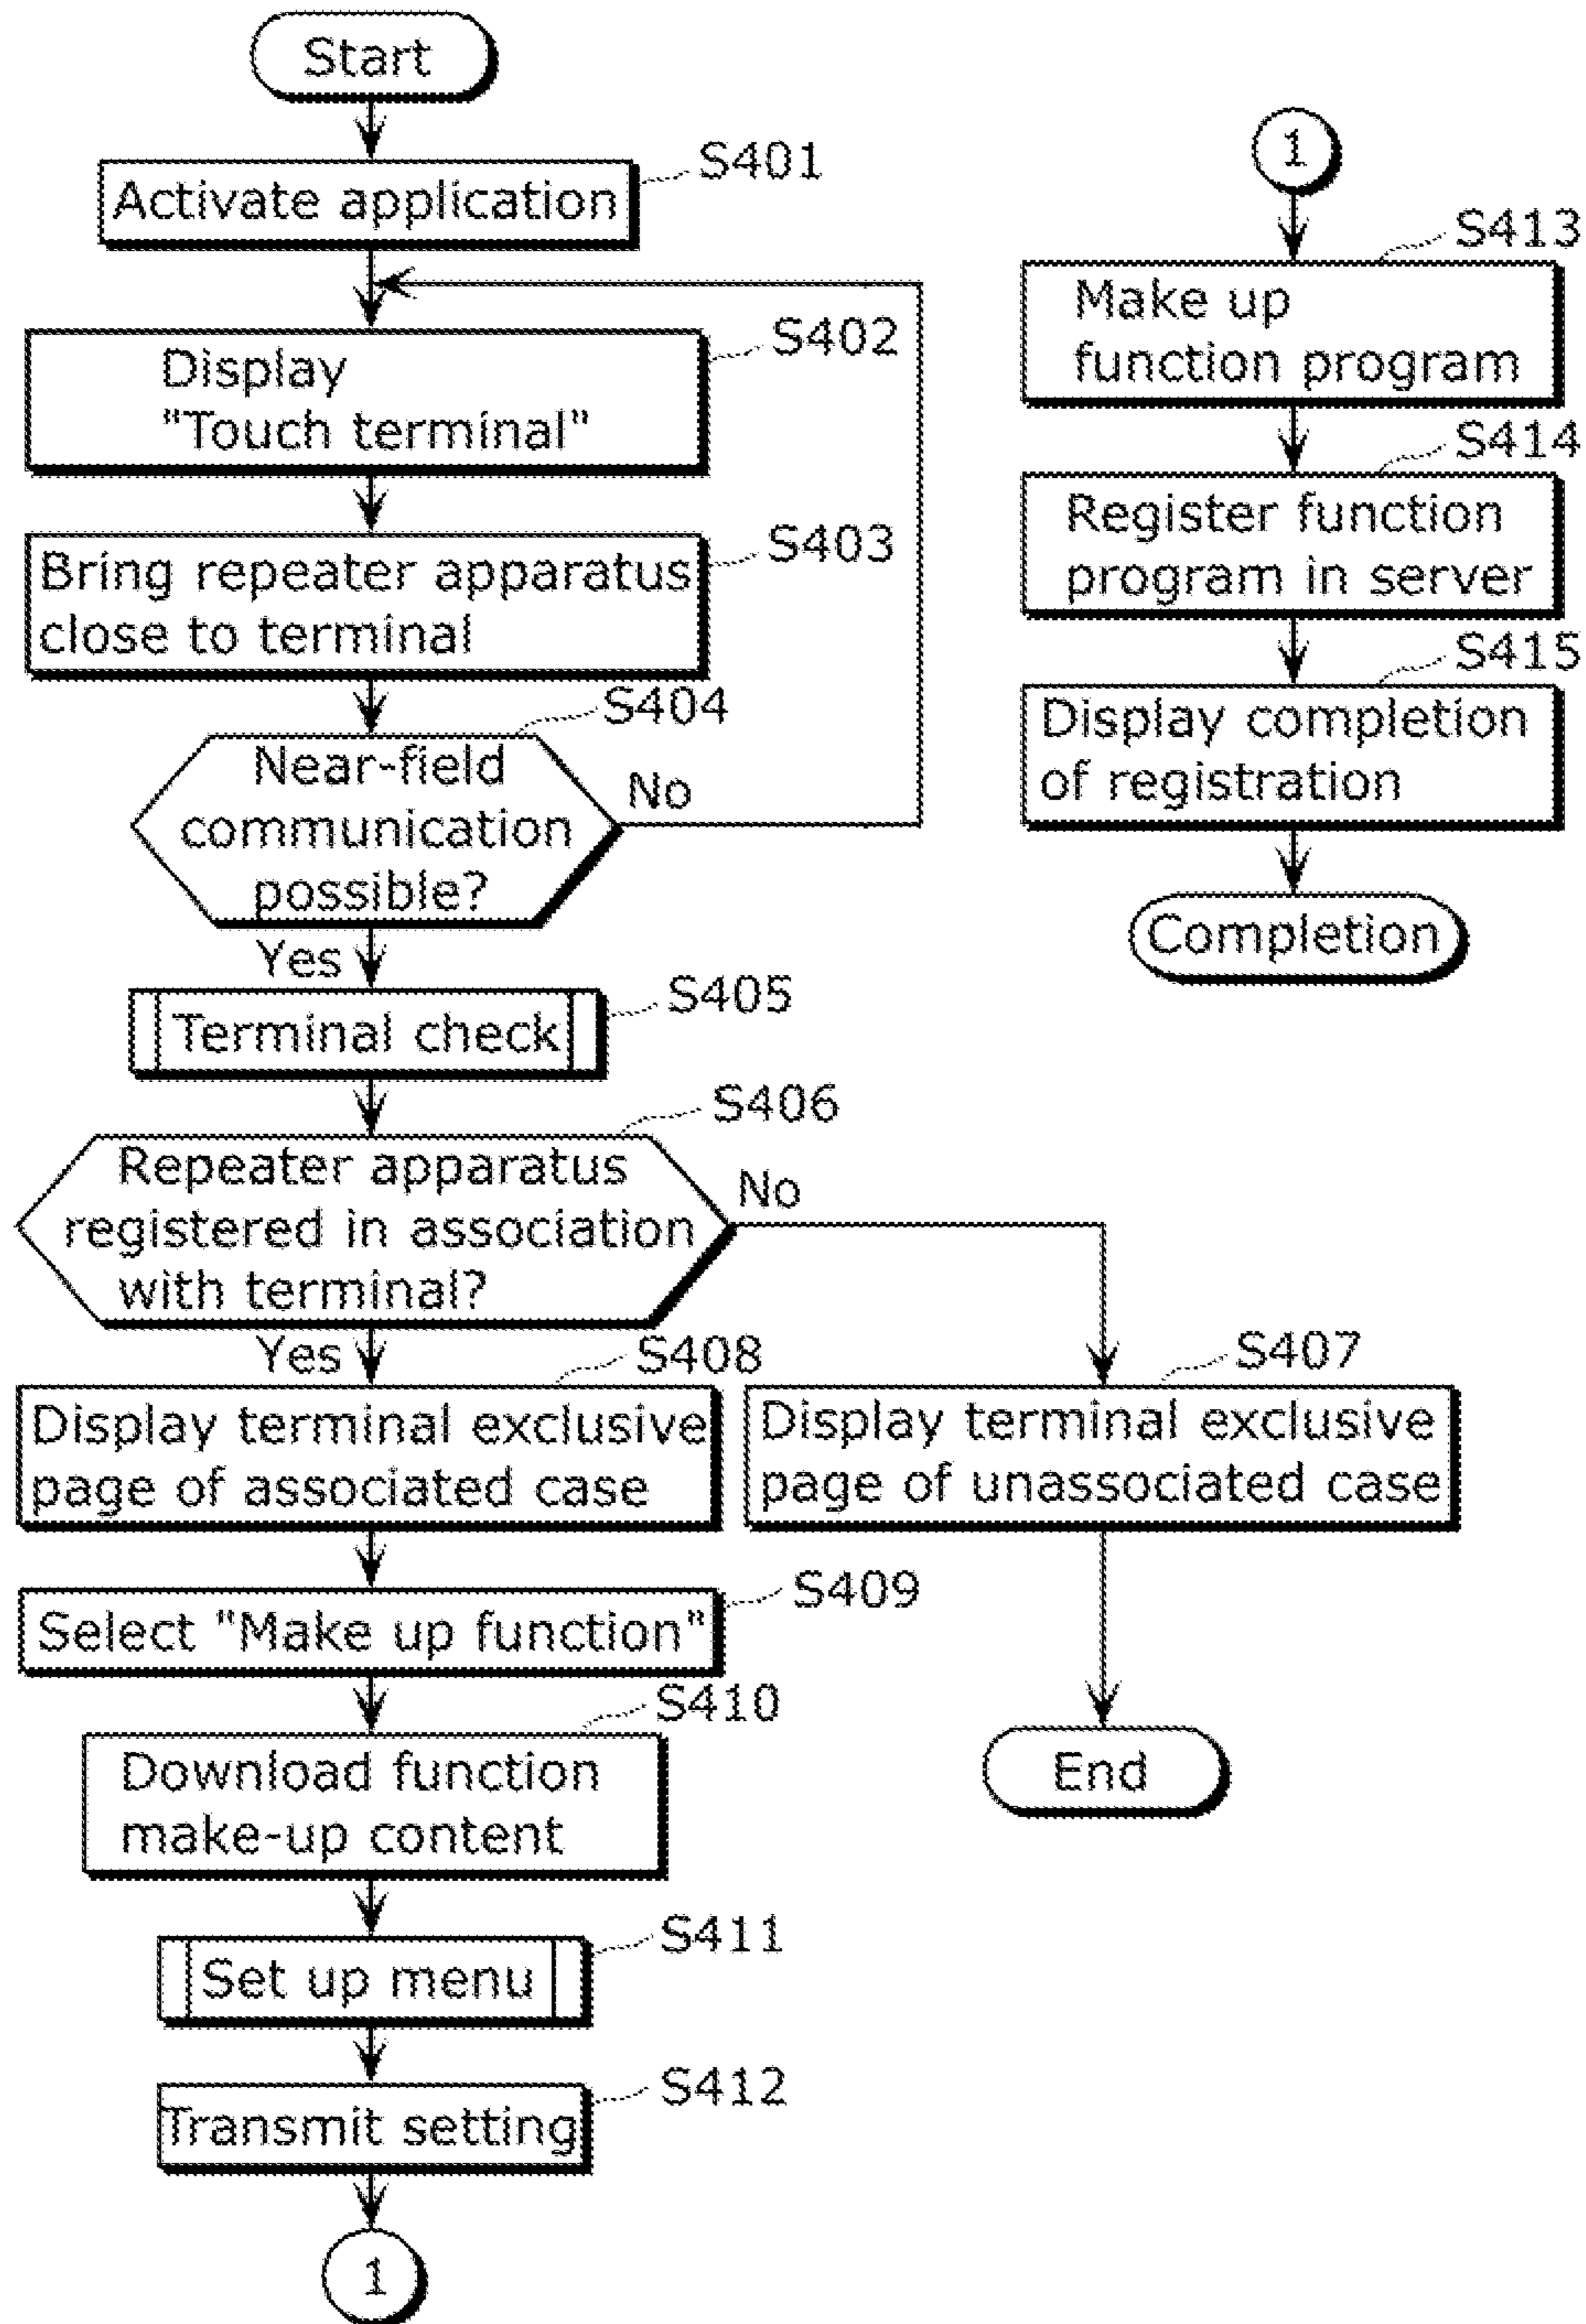 Start
S401
Activate application
S402
Display
"Touch terminal"
S403
Bring repeater apparatus
close to terminal
S404
Near-field
communication
possible?
No
Yes
S405
Terminal check
S406
Repeater apparatus
registered in association
with terminal?
No
Yes
S408
Display terminal exclusive
page of associated case
S407
Display terminal exclusive
page of unassociated case
End
S409
Select "Make up function"
S410
Download function
make-up content
S411
Set up menu
S412
Transmit setting
1
1
S413
Make up
function program
S414
Register function
program in server
S415
Display completion
of registration
Completion